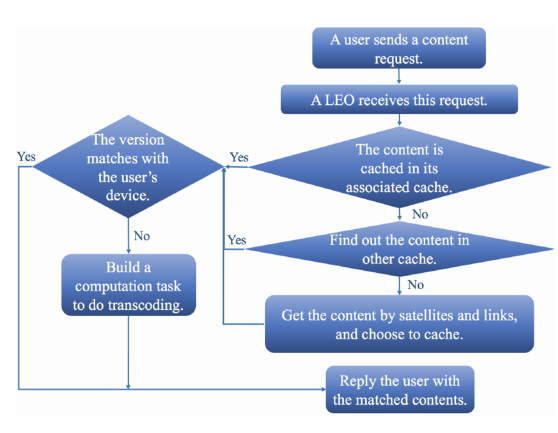 A user sends a content
request.
A LEO receives this request.
The content is
cached in its
associated cache.
Yes
No
Find out the content in
other cache.
Yes
No
Get the content by satellites and links,
and choose to cache.
The version
matches with
the user's
device.
Yes
No
Build a
computation task
to do transcoding.
Reply the user with
the matched contents.